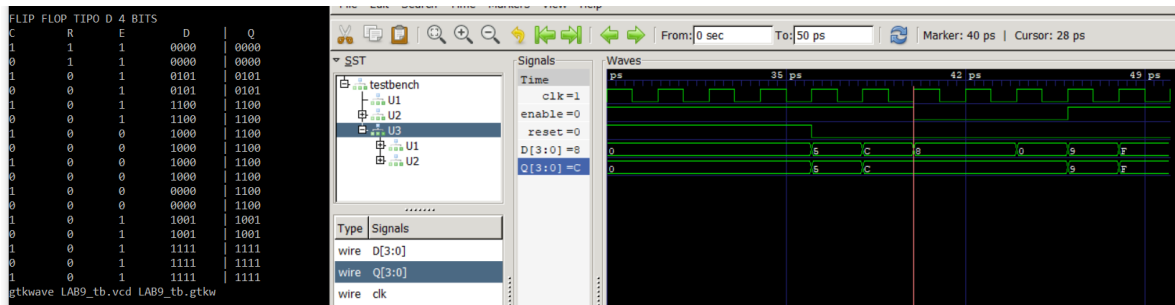 FLIP FLOP TIPO D 4 BITS
C R E D | Q
1 1 1 0000 | 0000
0 1 1 0000 | 0000
1 0 1 0101 | 0101
0 0 1 0101 | 0101
1 0 1 1100 | 1100
0 0 1 1100 | 1100
1 0 0 1000 | 1100
0 0 0 1000 | 1100
1 0 0 1000 | 1100
0 0 0 1000 | 1100
1 0 0 0000 | 1100
0 0 0 0000 | 1100
1 0 1 1001 | 1001
0 0 1 1001 | 1001
1 0 1 1111 | 1111
0 0 1 1111 | 1111
1 0 1 1111 | 1111
gtkwave LAB9_tb.vcd LAB9_tb.gtkw
File Edit Search Time Markers View Help
From: 0 sec To: 50 ps Marker: 40 ps | Cursor: 28 ps
SST
testbench
U1
U2
U3
U1
U2
Type Signals
wire D[3:0]
wire Q[3:0]
wire clk
Signals
Time
clk=1
enable=0
reset=0
D[3:0] =8
Q[3:0] =C
Waves
ps 35 ps 42 ps 49 ps
0 5 C 8 0 9 F
0 5 C 9 F